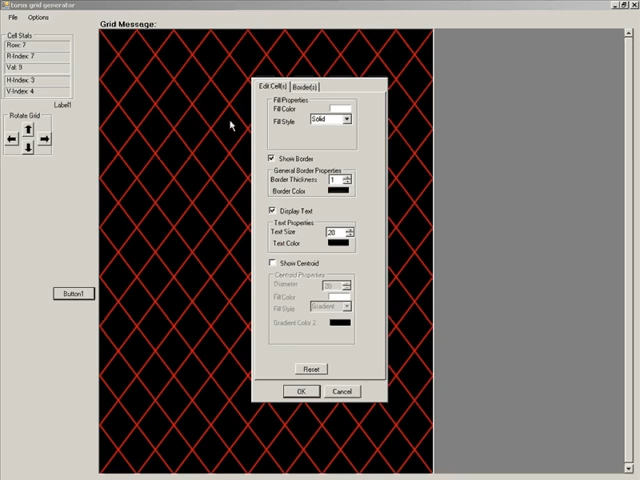 torus grid generator
File Options
Grid Message:
Cell Stats
Row: 7
R-Index: 7
Val: 9
H-Index: 3
V-Index: 4
Label1
Rotate Grid
Button1
Edit Cell(s) Border(s)
Fill Properties
Fill Color
Fill Style Solid
Show Border
General Border Properties
Border Thickness 1
Border Color
Display Text
Text Properties
Text Size 20
Text Color
Show Centroid
Centroid Properties
Diameter 20
Fill Color
Fill Style Gradient
Gradient Color 2
Reset
OK Cancel